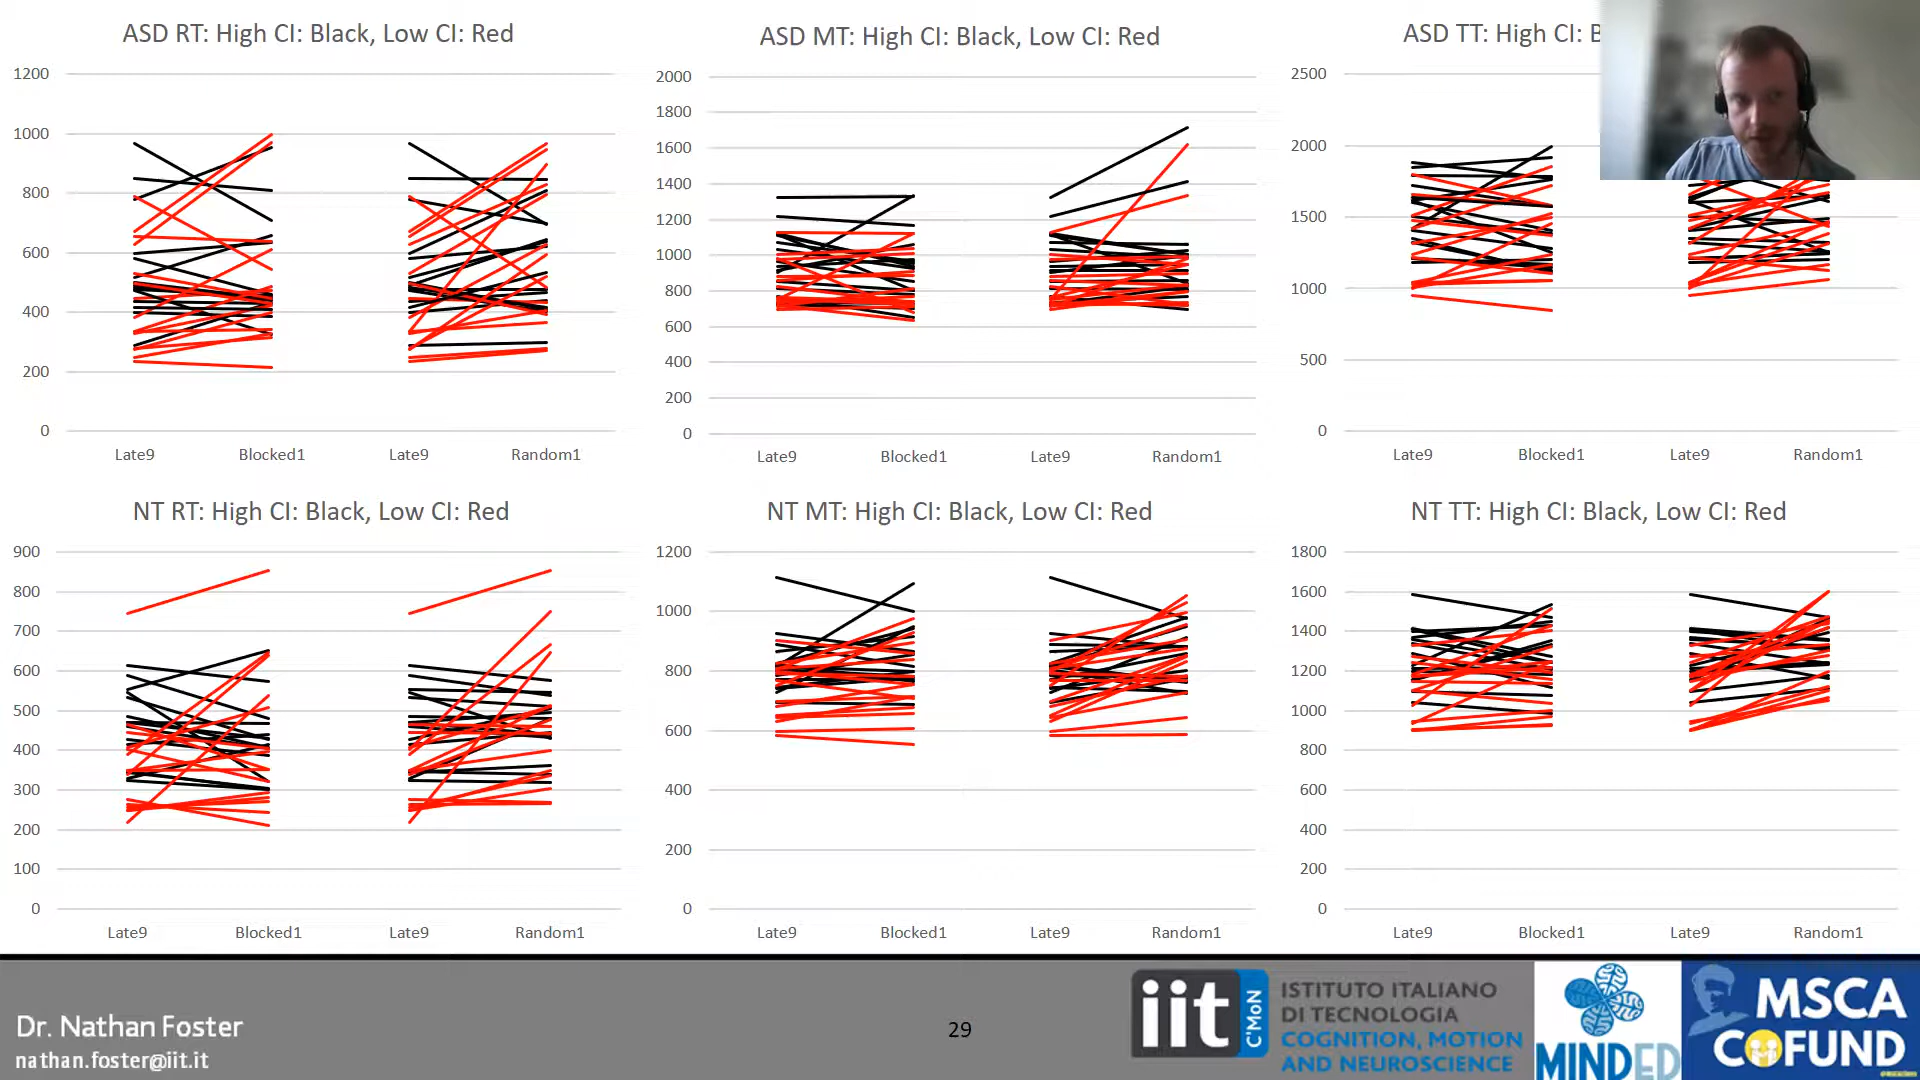 ASD RT: High CI: Black, Low CI: Red
1200
1000
800
600
400
200
0
Late9 Blocked1 Late9 Random1
ASD MT: High CI: Black, Low CI: Red
2000
1800
1600
1400
1200
1000
800
600
400
200
0
Late9 Blocked1 Late9 Random1
ASD TT: High CI: B
2500
2000
1500
1000
500
0
Late9 Blocked1 Late9 Random1
NT RT: High CI: Black, Low CI: Red
900
800
700
600
500
400
300
200
100
0
Late9 Blocked1 Late9 Random1
NT MT: High CI: Black, Low CI: Red
1200
1000
800
600
400
200
0
Late9 Blocked1 Late9 Random1
NT TT: High CI: Black, Low CI: Red
1800
1600
1400
1200
1000
800
600
400
200
0
Late9 Blocked1 Late9 Random1
Dr. Nathan Foster
nathan.foster@iit.it
29
iit
C'MoN
ISTITUTO ITALIANO
DI TECNOLOGIA
COGNITION, MOTION
AND NEUROSCIENCE
MINDED
MSCA
COFUND